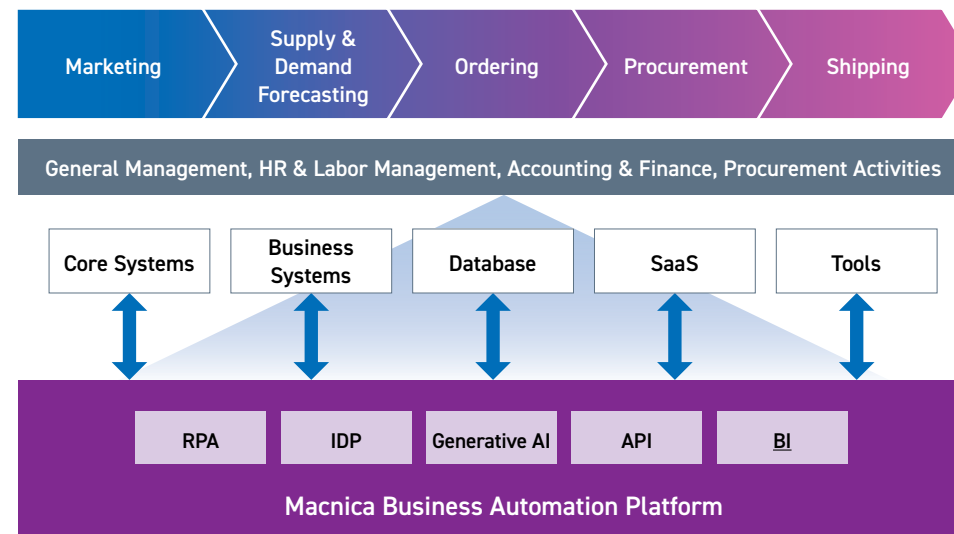 Marketing
Supply &
Demand
Forecasting
Ordering
Procurement
Shipping
General Management, HR & Labor Management, Accounting & Finance, Procurement Activities
Core Systems
Business
Systems
Database
SaaS
Tools
RPA
IDP
Generative AI
API
BI
Macnica Business Automation Platform